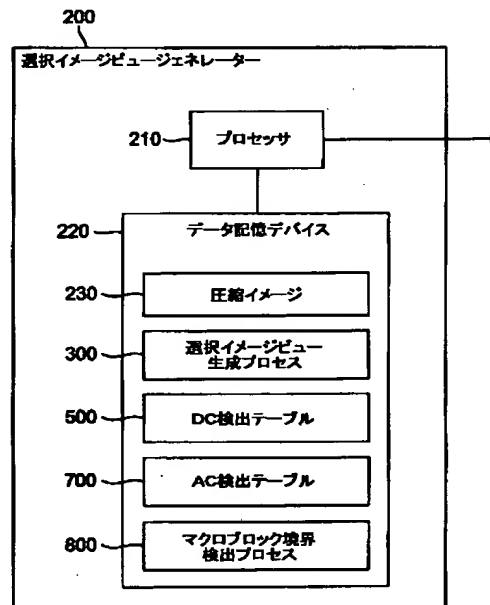 200
選択イメージビュージェネレーター
210
プロセッサ
220
データ記憶デバイス
230
圧縮イメージ
300
選択イメージビュー
生成プロセス
500
DC検出テーブル
700
AC検出テーブル
800
マクロブロック境界
検出プロセス